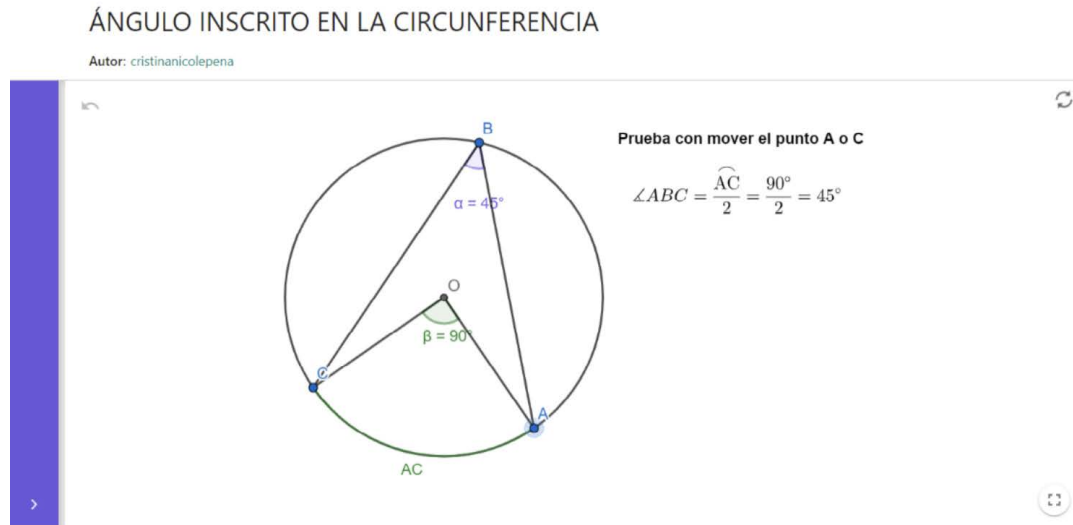 ÁNGULO INSCRITO EN LA CIRCUNFERENCIA
Autor: cristinanicolepena
B
Prueba con mover el punto A o C
∡ABC = AC/2 = 90°/2 = 45°
α = 45°
O
β = 90°
C
A
AC